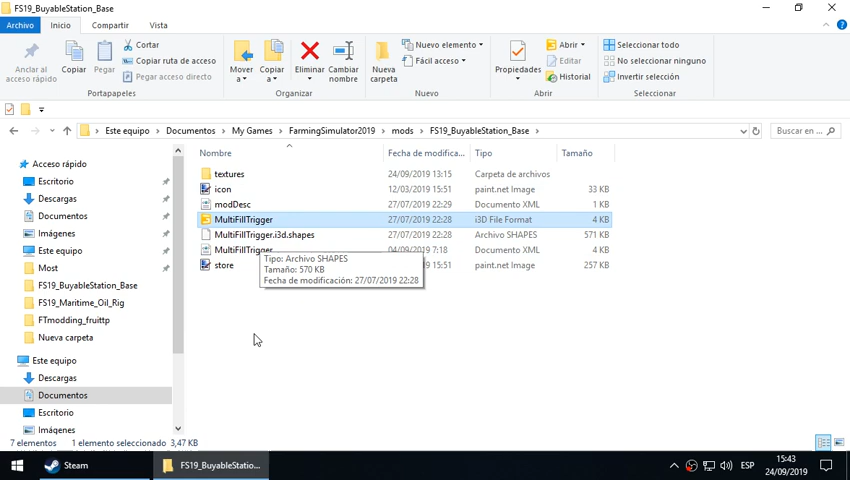 FS19_BuyableStation_Base
Archivo Inicio Compartir Vista
Anclar al acceso rápido
Copiar
Pegar
Cortar
Copiar ruta de acceso
Pegar acceso directo
Portapapeles
Mover a
Copiar a
Eliminar
Cambiar nombre
Organizar
Nueva carpeta
Nuevo elemento
Fácil acceso
Nuevo
Propiedades
Abrir
Editar
Historial
Abrir
Seleccionar todo
No seleccionar ninguno
Invertir selección
Seleccionar
Este equipo > Documentos > My Games > FarmingSimulator2019 > mods > FS19_BuyableStation_Base >
Buscar en ...
Nombre Fecha de modifica... Tipo Tamaño
textures 24/09/2019 13:15 Carpeta de archivos
icon 12/03/2019 15:51 paint.net Image 33 KB
modDesc 27/07/2019 22:29 Documento XML 1 KB
MultiFillTrigger 27/07/2019 22:28 i3D File Format 4 KB
MultiFillTrigger.i3d.shapes 27/07/2019 22:28 Archivo SHAPES 571 KB
MultiFillTrigger 04/09/2019 7:18 Documento XML 4 KB
store 15:51 paint.net Image 257 KB
Tipo: Archivo SHAPES
Tamaño: 570 KB
Fecha de modificación: 27/07/2019 22:28
Acceso rápido
Escritorio
Descargas
Documentos
Imágenes
Este equipo
Most
FS19_BuyableStation_Base
FS19_Maritime_Oil_Rig
FTmodding_fruittp
Nueva carpeta
Este equipo
Descargas
Documentos
Escritorio
Imágenes
7 elementos 1 elemento seleccionado 3,47 KB
Steam
FS19_BuyableStatio...
ESP
15:43
24/09/2019